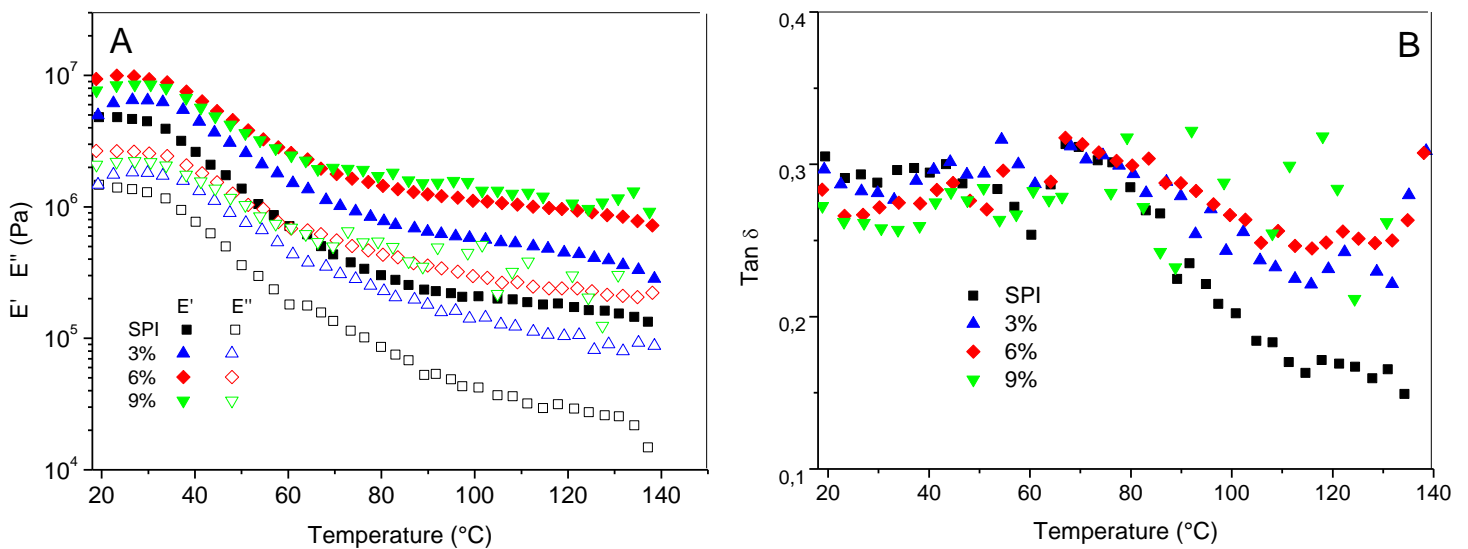 A
E' E'' (Pa)
10⁷
10⁶
10⁵
10⁴
E' E''
SPI
3%
6%
9%
20 40 60 80 100 120 140
Temperature (°C)
B
Tan δ
0,4
0,3
0,2
0,1
SPI
3%
6%
9%
20 40 60 80 100 120 140
Temperature (°C)